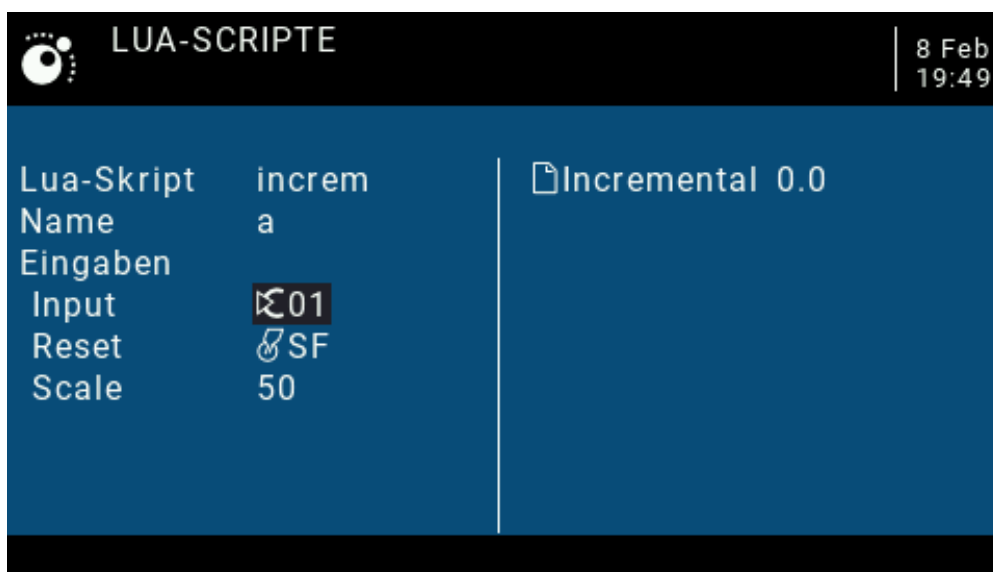 LUA-SCRIPTE
8 Feb
19:49
Lua-Skript increm
Name a
Eingaben
Input 01
Reset SF
Scale 50
Incremental 0.0